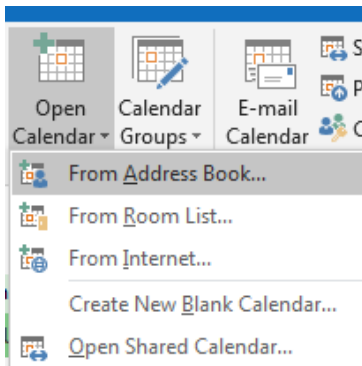 Open Calendar
Calendar Groups
E-mail Calendar
S
P
C
From Address Book...
From Room List...
From Internet...
Create New Blank Calendar...
Open Shared Calendar...